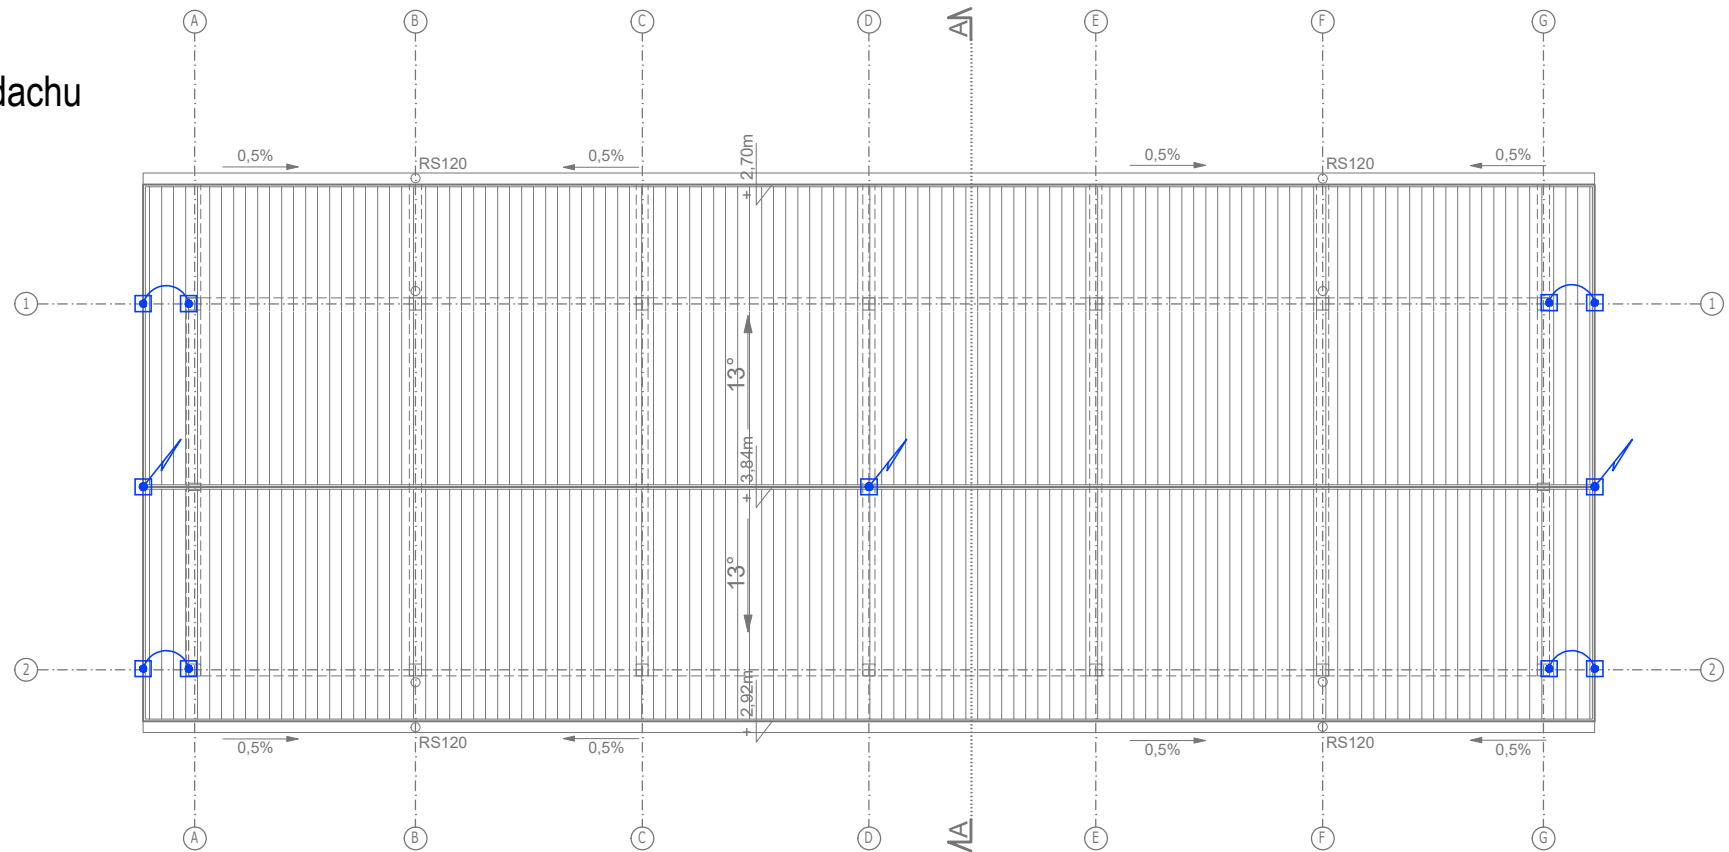 A B C D A E F G
dachu
0,5% RS120 0,5% + 2,70m 0,5% RS120 0,5%
1 1
13°
+ 3,84m
13°
2 2
+ 2,92m
0,5% RS120 0,5% 0,5% RS120 0,5%
A B C D A E F G